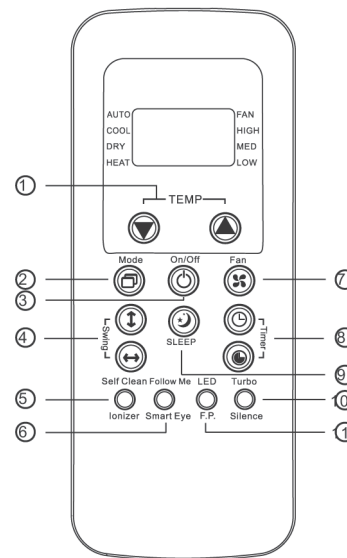 AUTO FAN
COOL HIGH
DRY MED
HEAT LOW
1 TEMP
Mode On/Off Fan
2 7
3
4 Swing Timer 8
SLEEP 9
Self Clean Follow Me LED Turbo
5 10
Ionizer Smart Eye F.P. Silence
6 1